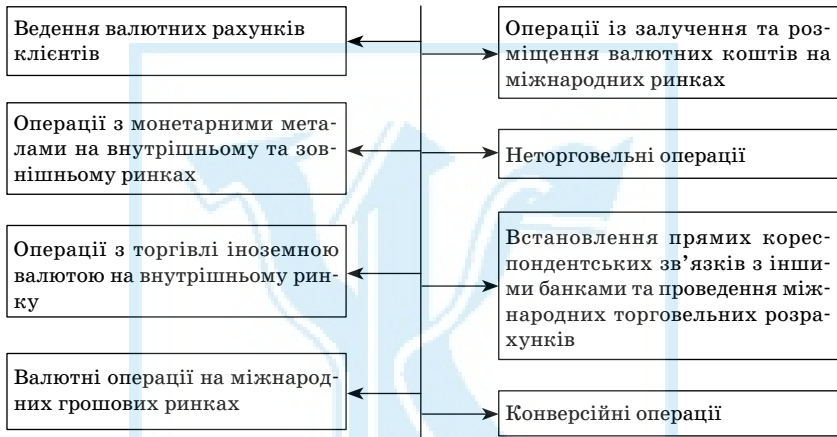 Ведення валютних рахунків
клієнтів
Операції з монетарними мета-
лами на внутрішньому та зов-
нішньому ринках
Операції з торгівлі іноземною
валютою на внутрішньому рин-
ку
Валютні операції на міжнарод-
них грошових ринках
Операції із залучення та роз-
міщення валютних коштів на
міжнародних ринках
Неторговельні операції
Встановлення прямих корес-
пондентських зв’язків з інши-
ми банками та проведення між-
народних торговельних розра-
хунків
Конверсійні операції